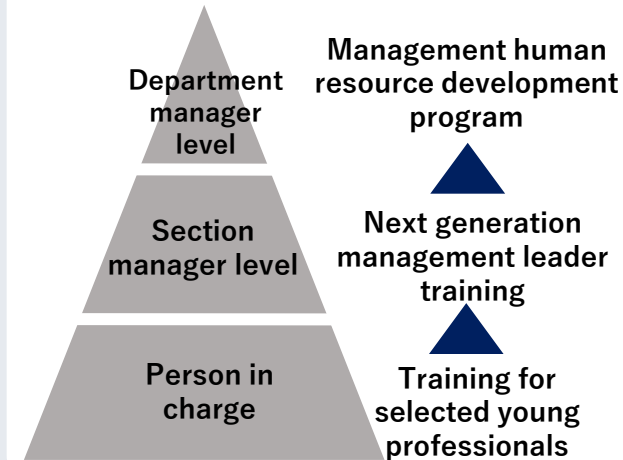 Department
manager
level
Management human
resource development
program
Section
manager level
Next generation
management leader
training
Person in
charge
Training for
selected young
professionals